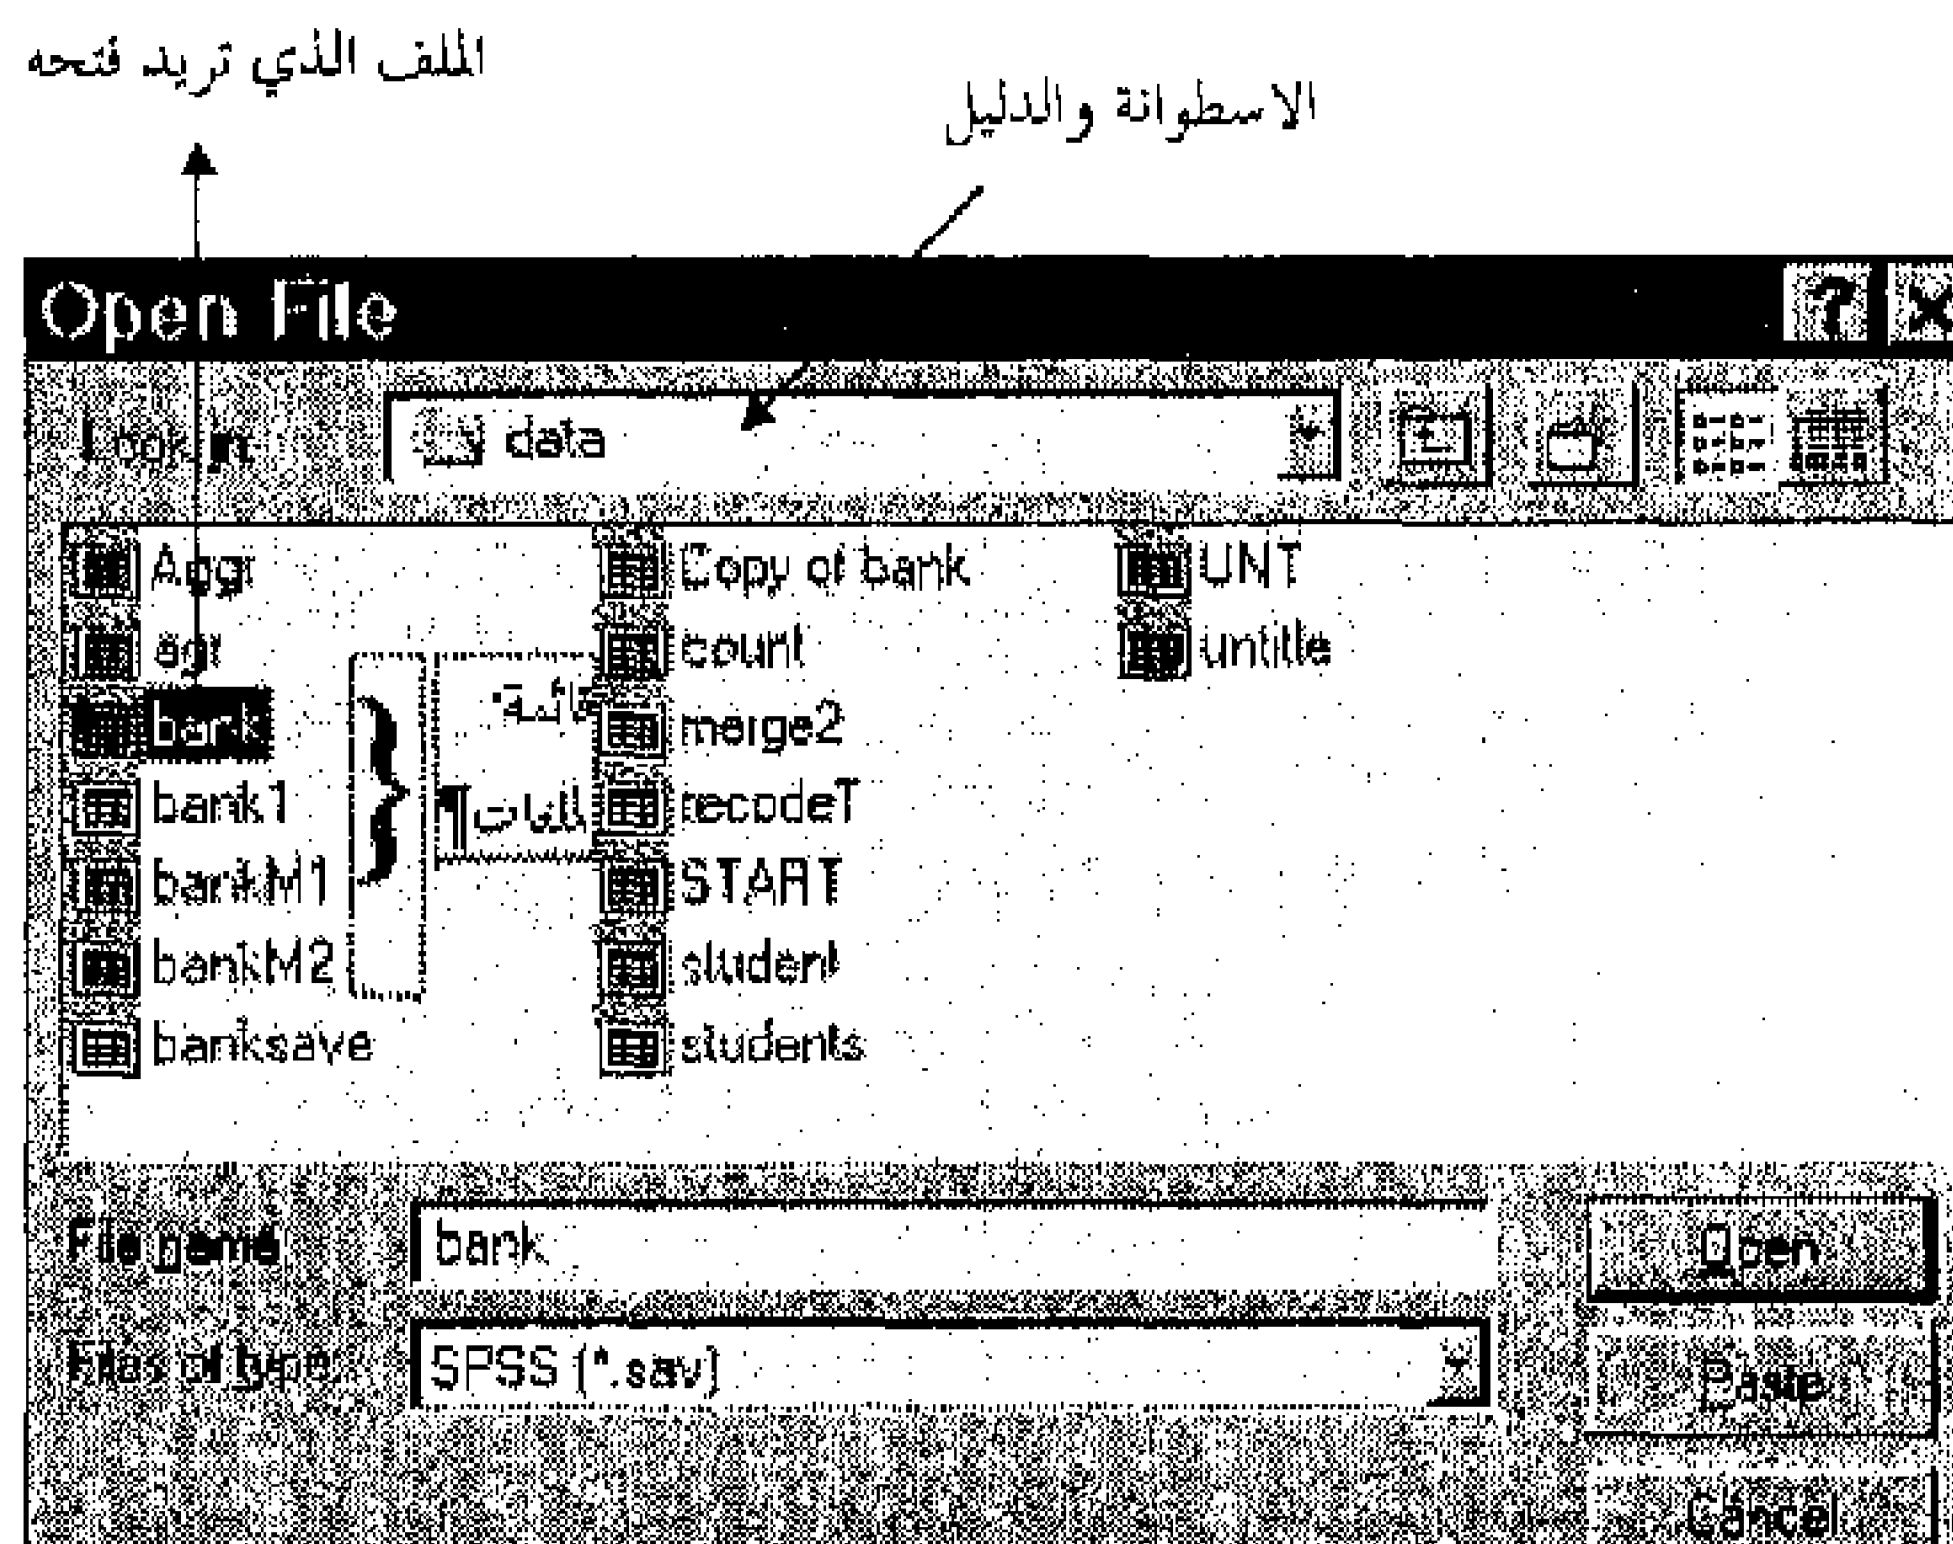 الملف الذي تريد فتحه
الاسطوانة والدليل
Open File
Look in:
data
Aggr
agr
bank
bank1
bankM1
bankM2
banksave
قائمة
الملفات¶
Copy of bank
count
merge2
recodeT
START
student
students
UNT
untitle
File name
bank
Open
Files of type:
SPSS (*.sav)
Paste
Cancel